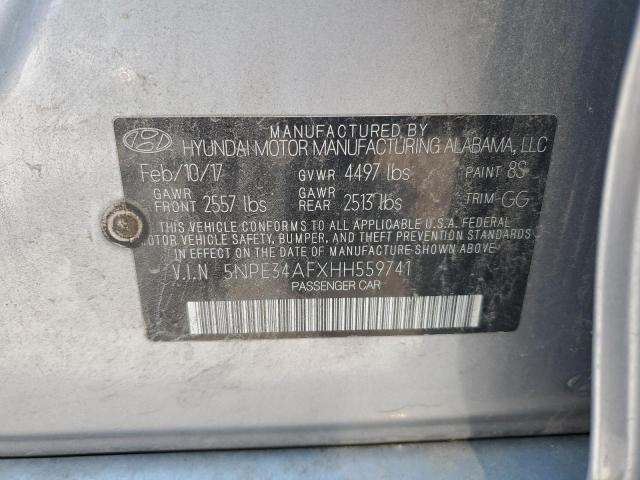 MANUFACTURED BY
HYUNDAI MOTOR MANUFACTURING ALABAMA, LLC
Feb/10/17 GVWR 4497 lbs PAINT 8S
GAWR FRONT 2557 lbs GAWR REAR 2513 lbs TRIM GG
THIS VEHICLE CONFORMS TO ALL APPLICABLE U.S.A. FEDERAL
MOTOR VEHICLE SAFETY, BUMPER, AND THEFT PREVENTION STANDARDS
IN EFFECT ON THE DATE OF MANUFACTURE SHOWN ABOVE.
V.I.N 5NPE34AFXHH559741
PASSENGER CAR